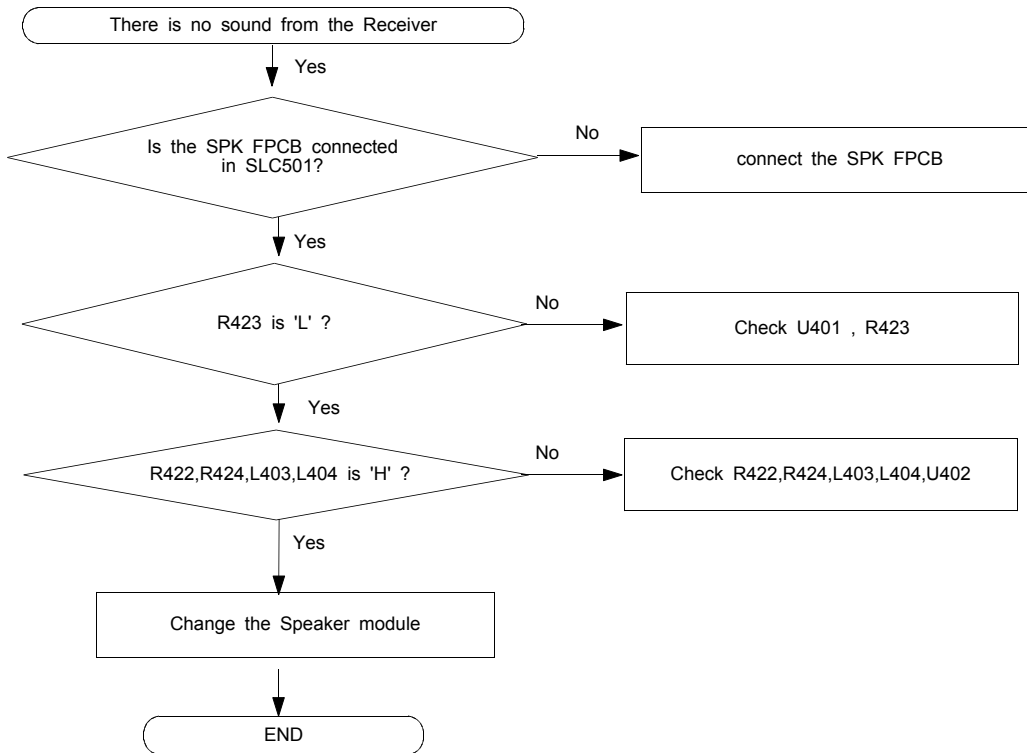 There is no sound from the Receiver
Yes
Is the SPK FPCB connected
in SLC501?
No
connect the SPK FPCB
Yes
R423 is 'L' ?
No
Check U401 , R423
Yes
R422,R424,L403,L404 is 'H' ?
No
Check R422,R424,L403,L404,U402
Yes
Change the Speaker module
END